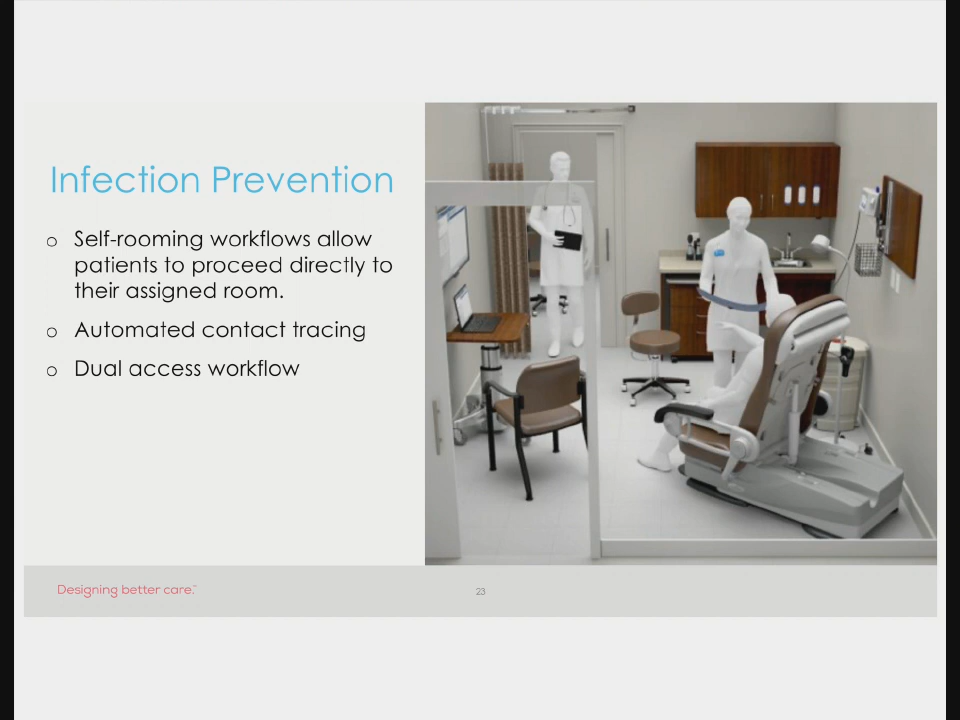 Infection Prevention
o Self-rooming workflows allow
patients to proceed directly to
their assigned room.
o Automated contact tracing
o Dual access workflow
Designing better care.™
23